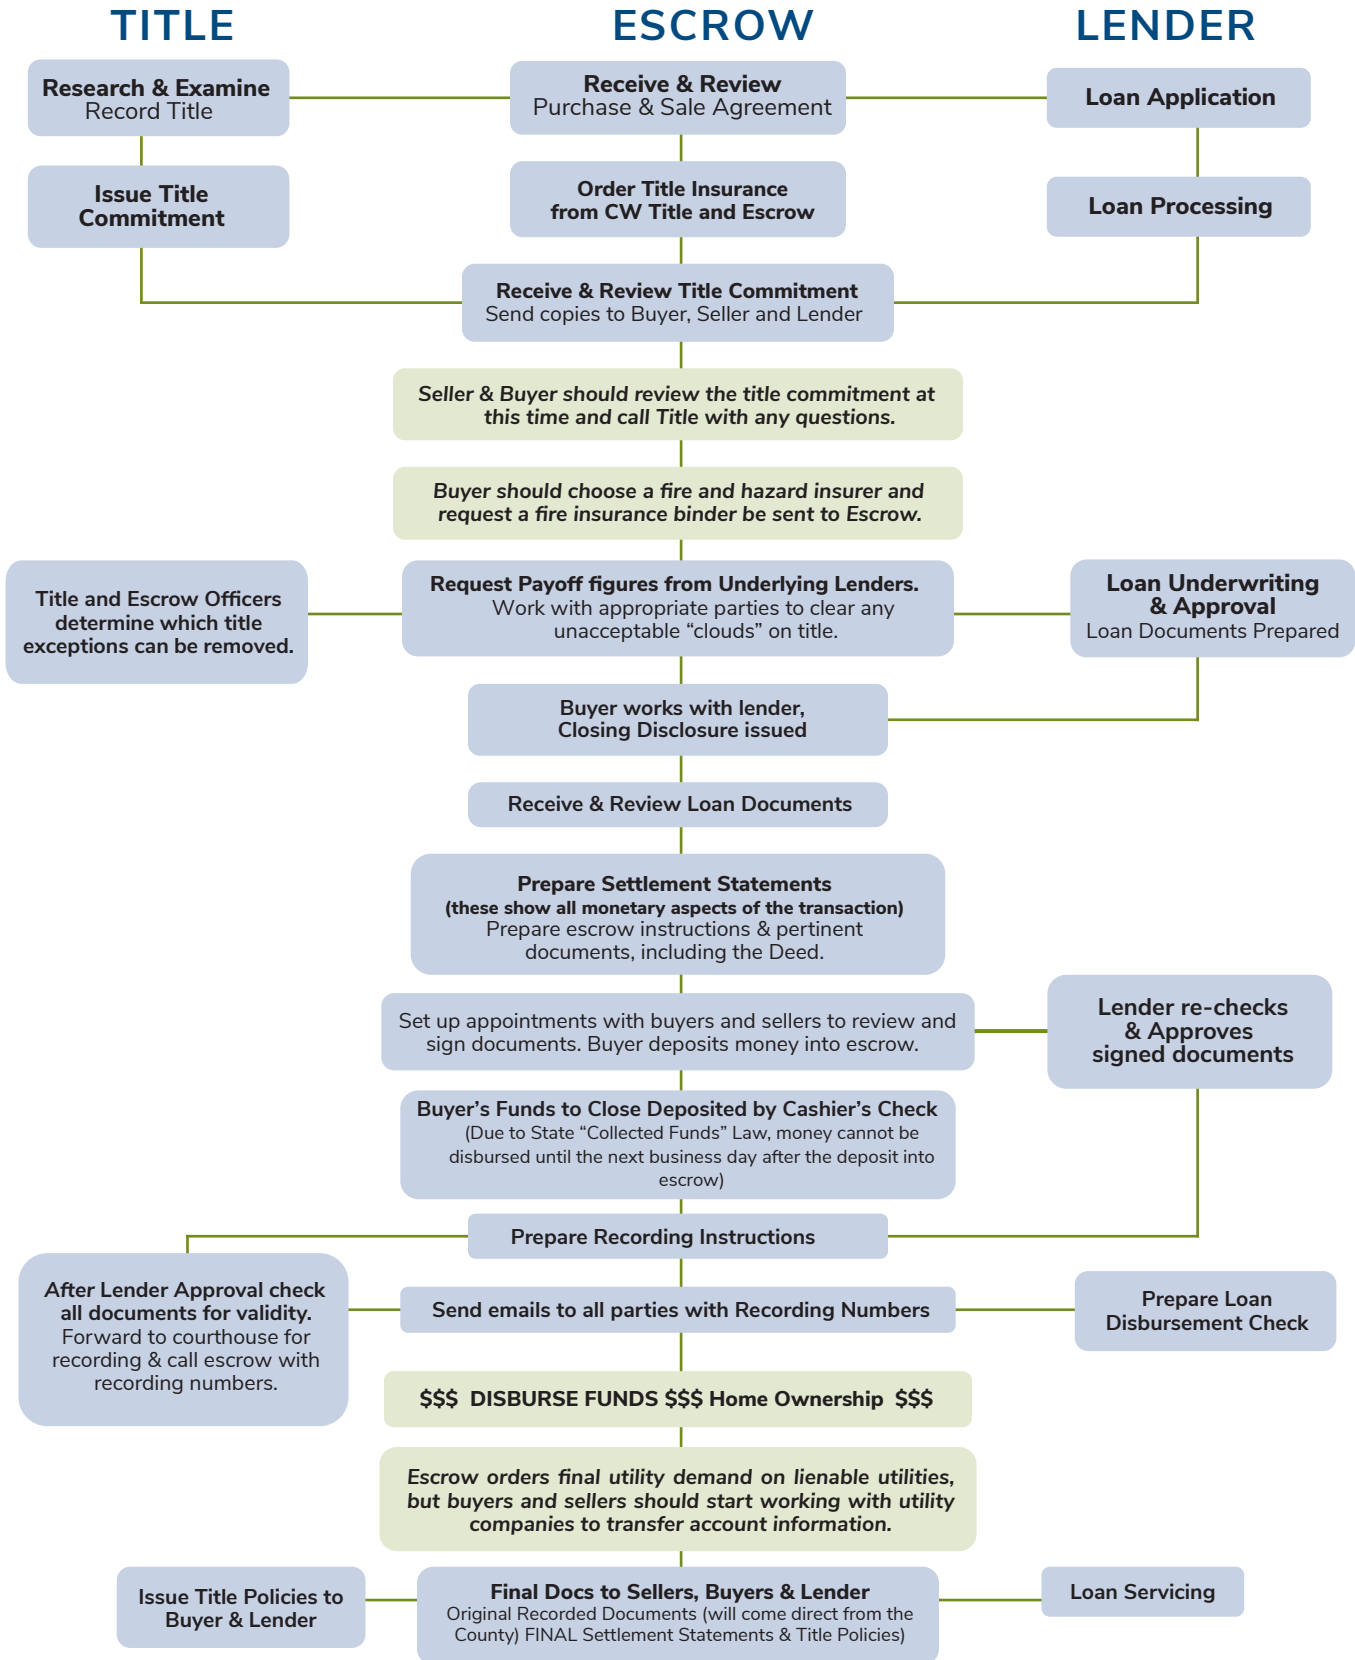 TITLE
ESCROW
LENDER
Research & Examine
Record Title
Receive & Review
Purchase & Sale Agreement
Loan Application
Issue Title
Commitment
Order Title Insurance
from CW Title and Escrow
Loan Processing
Receive & Review Title Commitment
Send copies to Buyer, Seller and Lender
Seller & Buyer should review the title commitment at
this time and call Title with any questions.
Buyer should choose a fire and hazard insurer and
request a fire insurance binder be sent to Escrow.
Title and Escrow Officers
determine which title
exceptions can be removed.
Request Payoff figures from Underlying Lenders.
Work with appropriate parties to clear any
unacceptable “clouds” on title.
Loan Underwriting
& Approval
Loan Documents Prepared
Buyer works with lender,
Closing Disclosure issued
Receive & Review Loan Documents
Prepare Settlement Statements
(these show all monetary aspects of the transaction)
Prepare escrow instructions & pertinent
documents, including the Deed.
Set up appointments with buyers and sellers to review and
sign documents. Buyer deposits money into escrow.
Lender re-checks
& Approves
signed documents
Buyer’s Funds to Close Deposited by Cashier’s Check
(Due to State “Collected Funds” Law, money cannot be
disbursed until the next business day after the deposit into
escrow)
Prepare Recording Instructions
After Lender Approval check
all documents for validity.
Forward to courthouse for
recording & call escrow with
recording numbers.
Send emails to all parties with Recording Numbers
Prepare Loan
Disbursement Check
$$$ DISBURSE FUNDS $$$ Home Ownership $$$
Escrow orders final utility demand on lienable utilities,
but buyers and sellers should start working with utility
companies to transfer account information.
Issue Title Policies to
Buyer & Lender
Final Docs to Sellers, Buyers & Lender
Original Recorded Documents (will come direct from the
County) FINAL Settlement Statements & Title Policies)
Loan Servicing